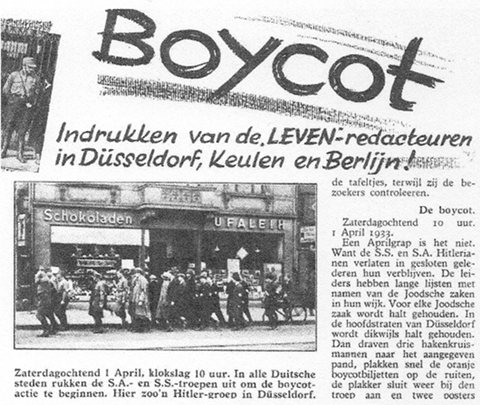 Boycot
Indrukken van de „LEVEN"-redacteuren
in Düsseldorf, Keulen en Berlijn!
Schokoladen
UFALEIH
Zaterdagochtend 1 April, klokslag 10 uur. In alle Duitsche
steden rukken de S.A.- en S.S.-troepen uit om de boycot-
actie te beginnen. Hier zoo'n Hitler-groep in Düsseldorf.
de tafeltjes, terwijl zij de be-
zoekers controleeren.
De boycot.
Zaterdagochtend 10 uur.
1 April 1933.
Een Aprilgrap is het niet.
Want de S.S. en S.A. Hitleria-
nen verlaten in gesloten gele-
deren hun verblijven. De lei-
ders hebben lange lijsten met
namen van de Joodsche zaken
in hun wijk. Voor elke Joodsche
zaak wordt halt gehouden. In
de hoofdstraten van Düsseldorf
wordt dikwijls halt gehouden.
Dan draven drie hakenkruis-
mannen naar het aangegeven
pand, plakken snel de oranje
boycotbiljetten op de ruiten,
de plakker sluit weer bij den
troep aan en twee posters